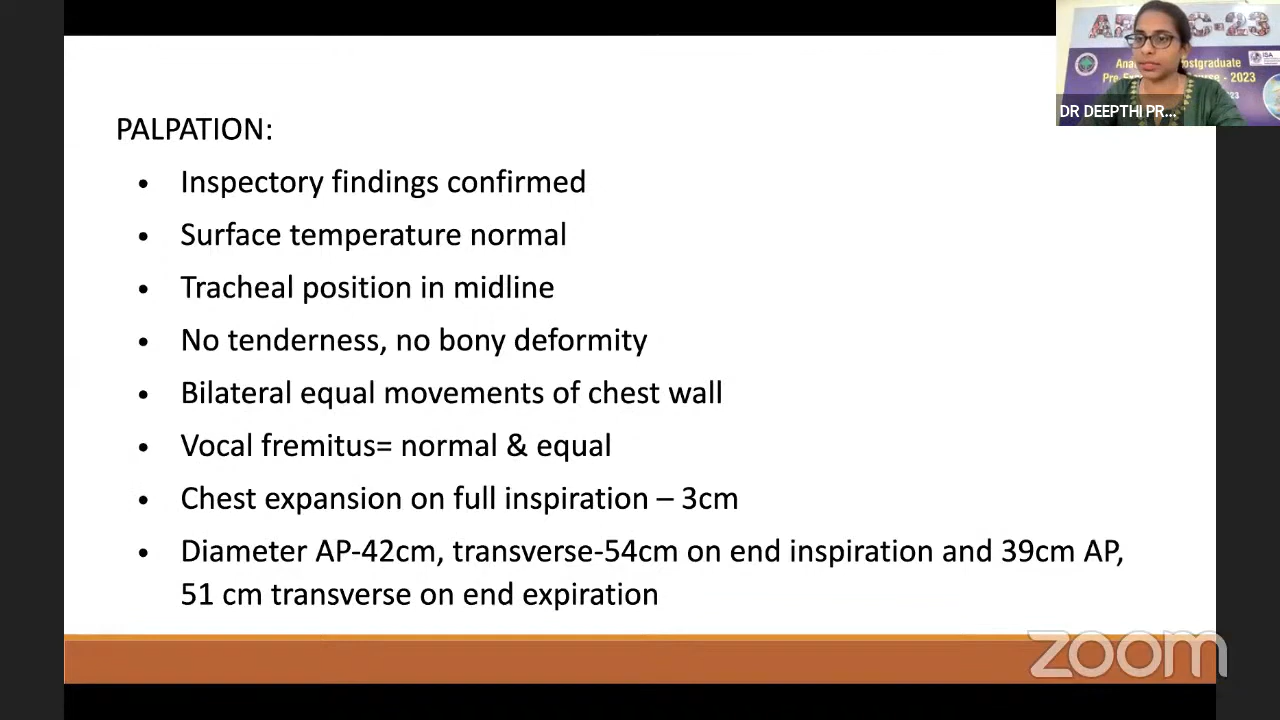 PALPATION:
• Inspectory findings confirmed
• Surface temperature normal
• Tracheal position in midline
• No tenderness, no bony deformity
• Bilateral equal movements of chest wall
• Vocal fremitus= normal & equal
• Chest expansion on full inspiration – 3cm
• Diameter AP-42cm, transverse-54cm on end inspiration and 39cm AP,
51 cm transverse on end expiration
ISA
DR DEEPTHI PR...
zoom